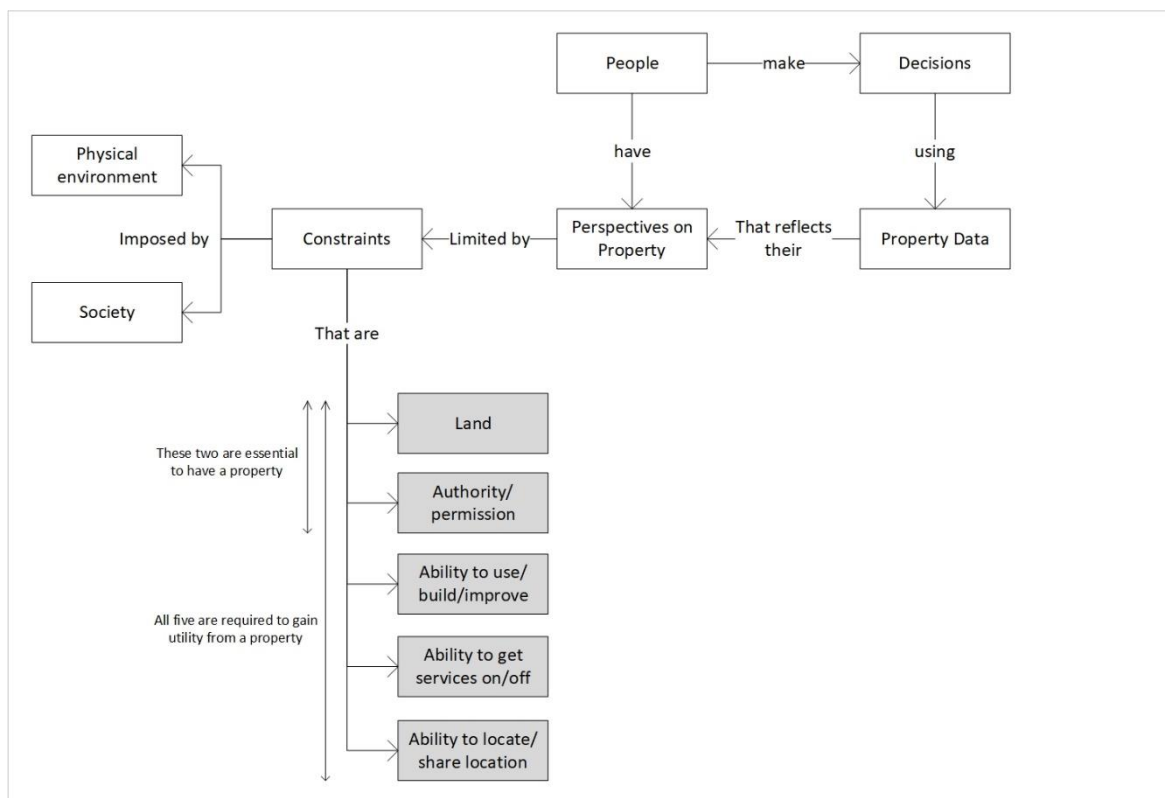 People
make
Decisions
have
using
Physical
environment
Imposed by
Society
Constraints
Limited by
Perspectives on
Property
That reflects
their
Property Data
That are
These two are essential
to have a property
All five are required to gain
utility from a property
Land
Authority/
permission
Ability to use/
build/improve
Ability to get
services on/off
Ability to locate/
share location